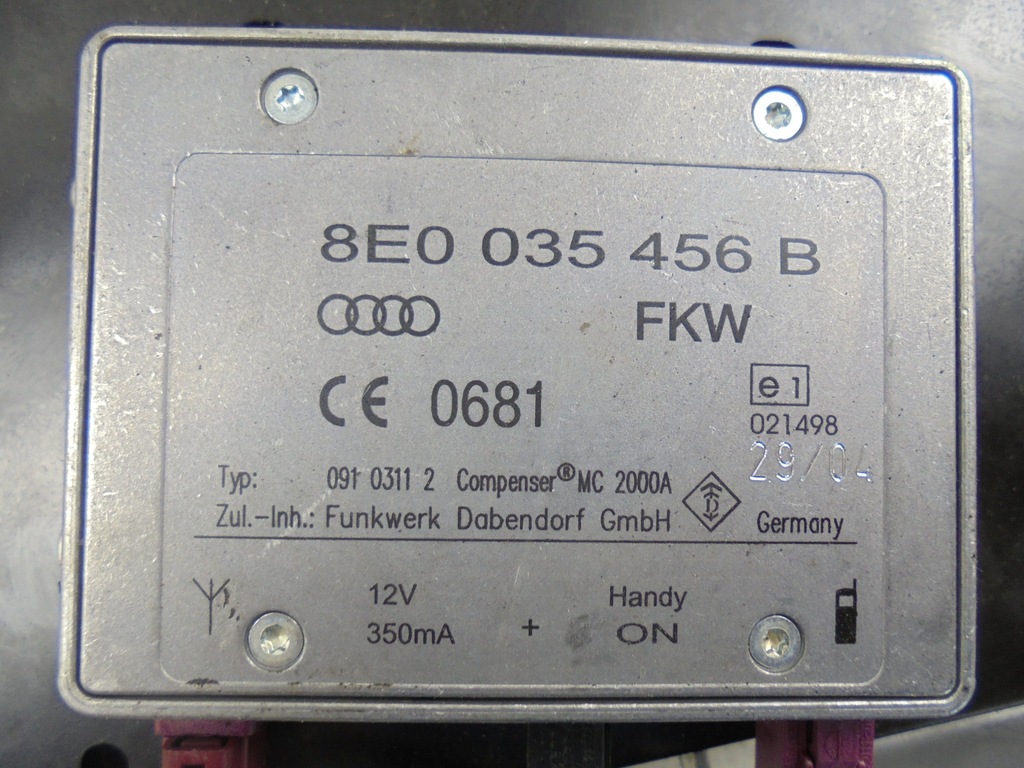 8E0 035 456 B
FKW
CE 0681
e1
021498
29/04
Typ: 091 0311 2 Compenser® MC 2000A
Zul.-Inh.: Funkwerk Dabendorf GmbH D Germany
12V Handy
350mA + ON